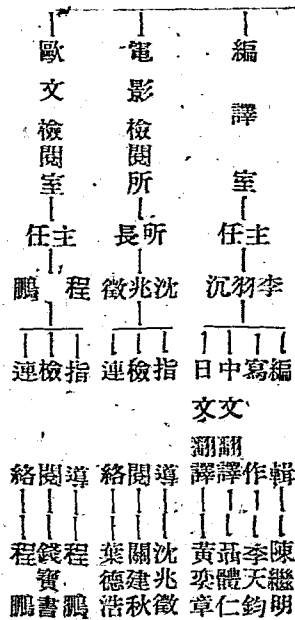 編譯室
主任
李羽沉
編輯
陳繼明
寫作
李天鈞
中文翻譯
茹體仁
日文翻譯
黃奕章
電影檢閱所
所長
沈兆徵
指導
沈兆徵
檢閱
關建秋
連絡
葉德浩
歐文檢閱室
主任
程鵬
指導
程鵬
檢閱
錢寶書
連絡
程鵬